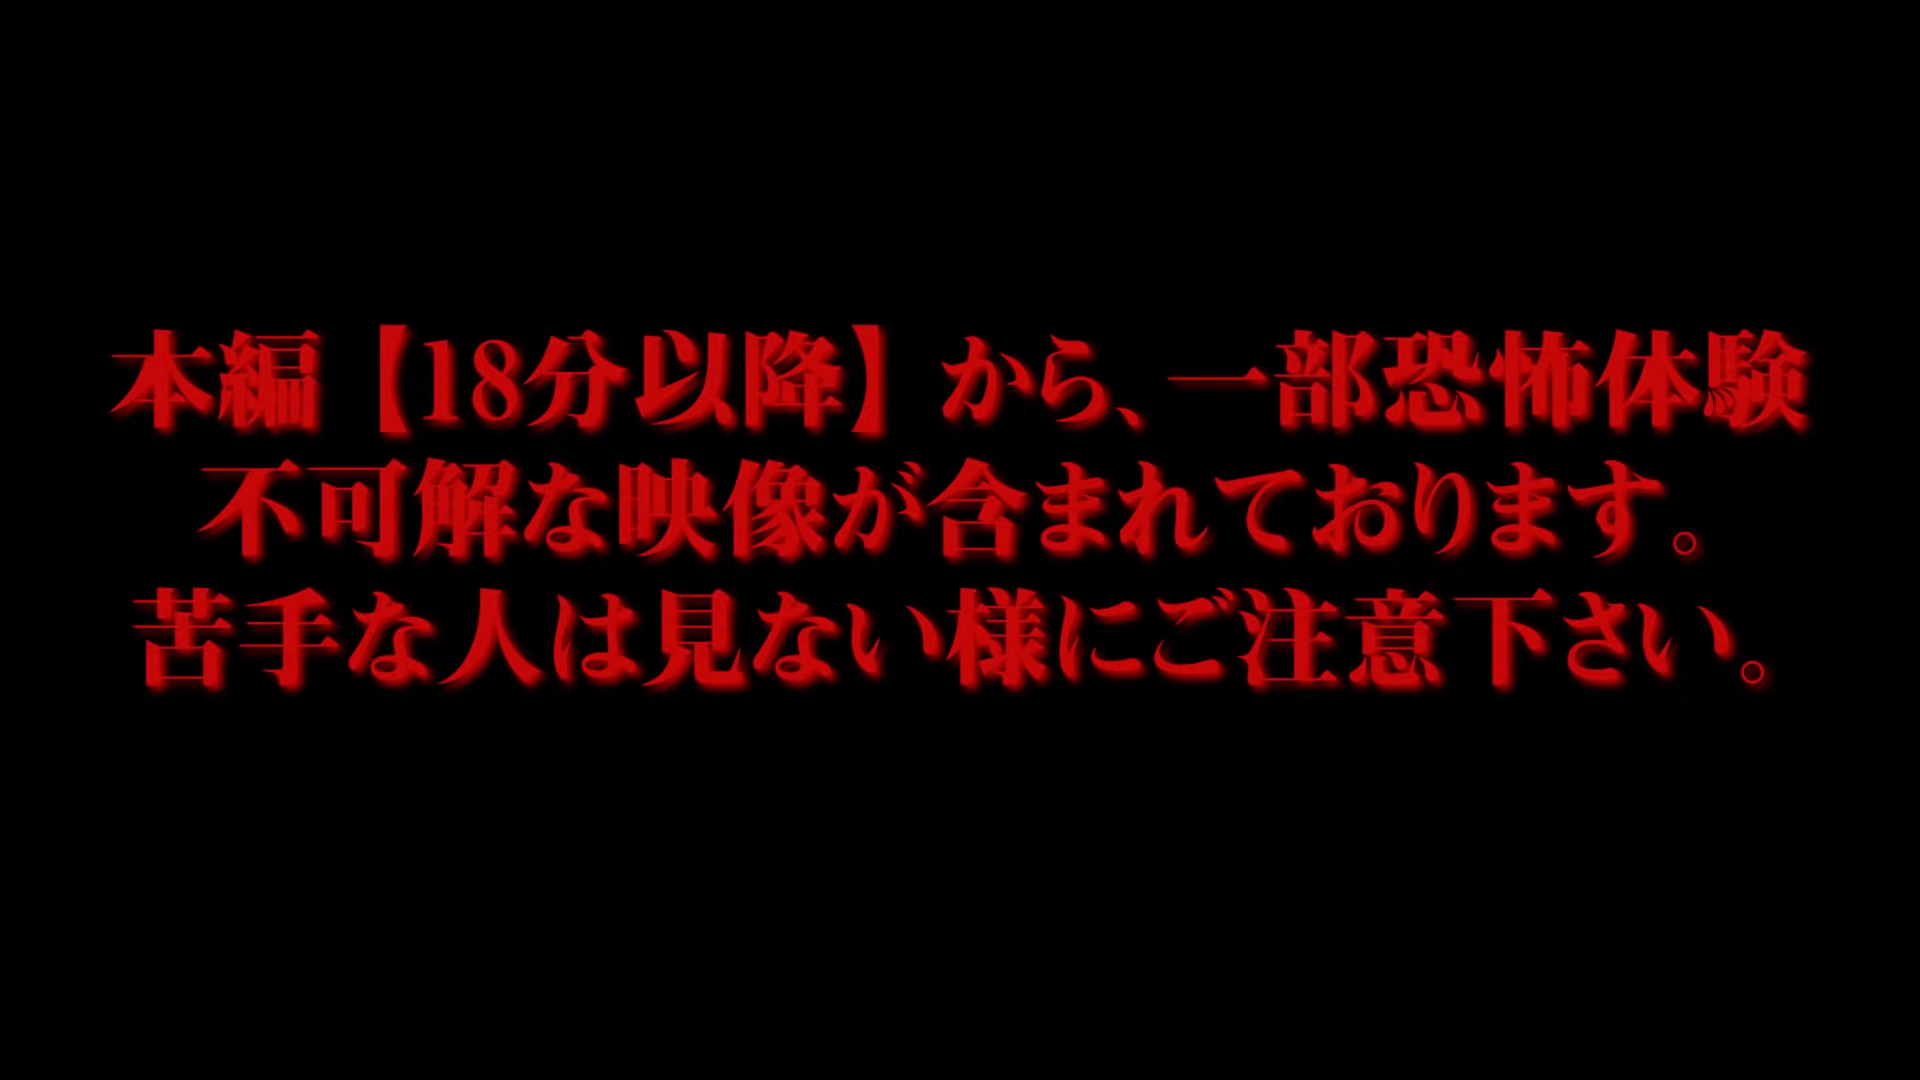 本編【18分以降】から、一部恐怖体験
不可解な映像が含まれております。
苦手な人は見ない様にご注意下さい。